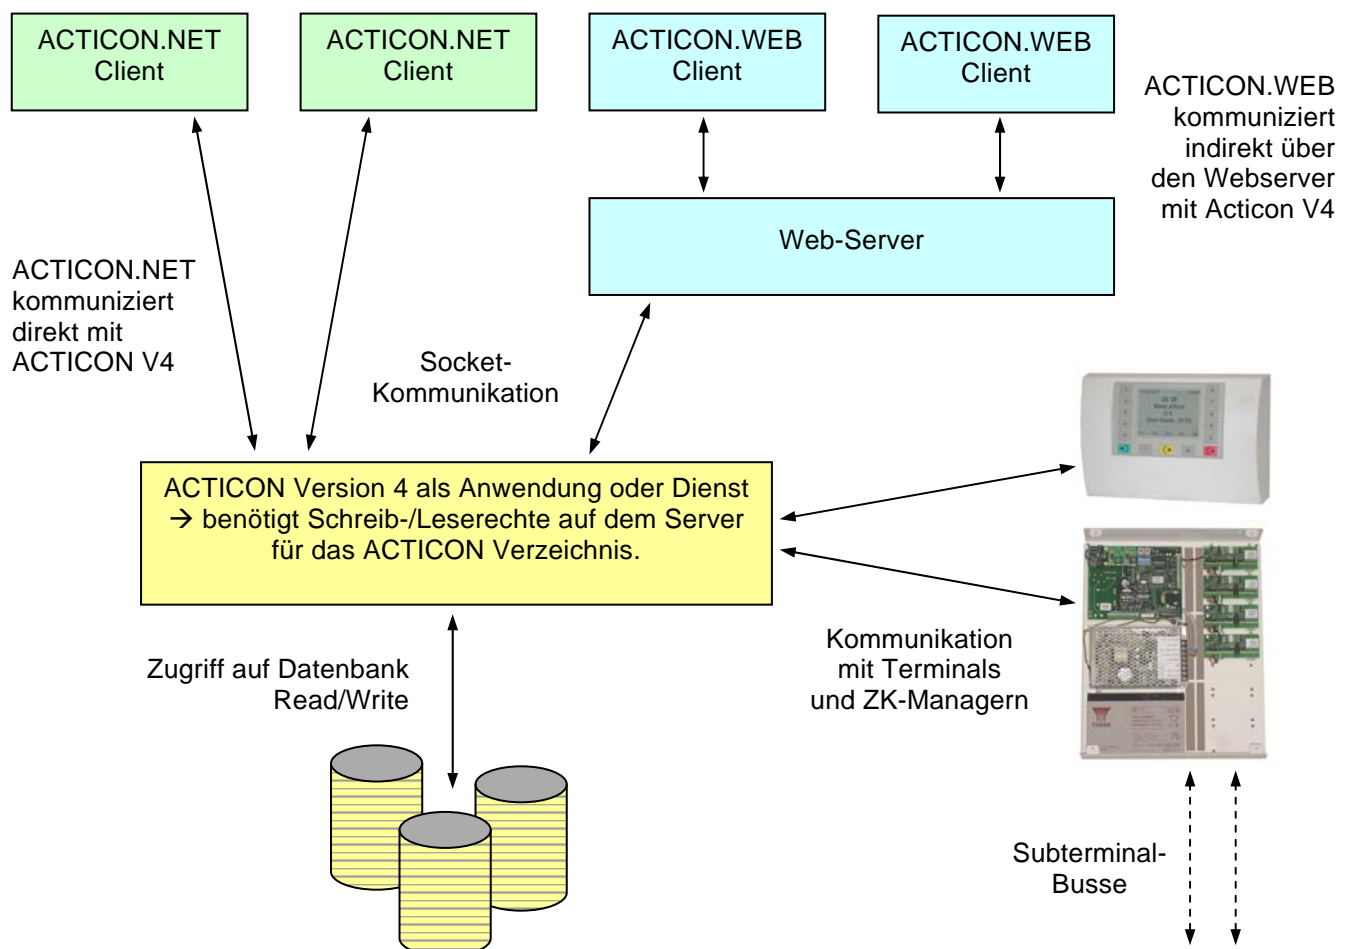 ACTICON.NET
Client
ACTICON.NET
Client
ACTICON.WEB
Client
ACTICON.WEB
Client
ACTICON.WEB
kommuniziert
indirekt über
den Webserver
mit Acticon V4
Web-Server
ACTICON.NET
kommuniziert
direkt mit
ACTICON V4
Socket-
Kommunikation
ACTICON Version 4 als Anwendung oder Dienst
→ benötigt Schreib-/Leserechte auf dem Server
für das ACTICON Verzeichnis.
Kommunikation
mit Terminals
und ZK-Managern
Zugriff auf Datenbank
Read/Write
Subterminal-
Busse